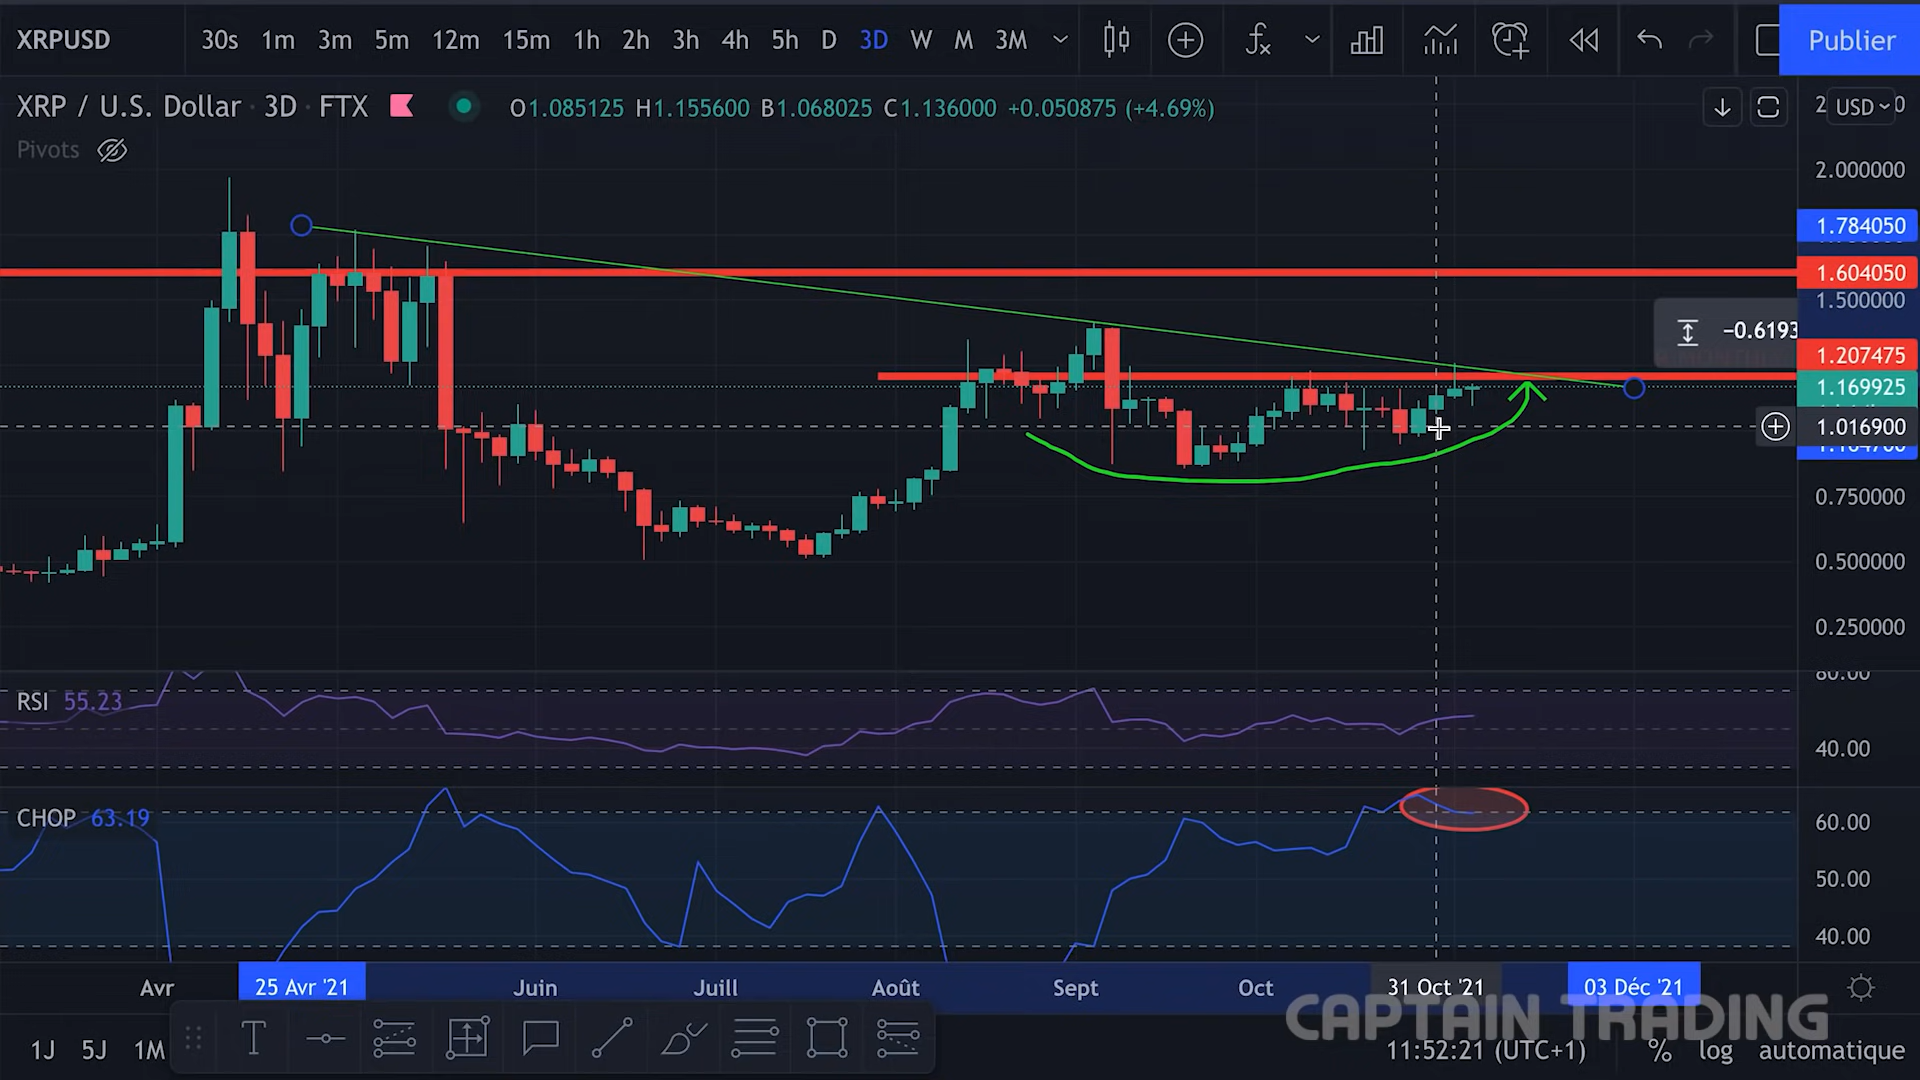 XRPUSD 30s 1m 3m 5m 12m 15m 1h 2h 3h 4h 5h D 3D W M 3M Publier
XRP / U.S. Dollar · 3D · FTX O1.085125 H1.155600 B1.068025 C1.136000 +0.050875 (+4.69%)
USD
Pivots
2.000000
1.784050
1.604050
1.500000
−0.6193
1.207475
1.169925
1.016900
0.750000
0.500000
0.250000
80.00
RSI 55.23
40.00
CHOP 63.19
60.00
50.00
40.00
Avr 25 Avr '21 Juin Juill Août Sept Oct 31 Oct '21 03 Déc '21
CAPTAIN TRADING
1J 5J 1M T 11:52:21 (UTC+1) % log automatique